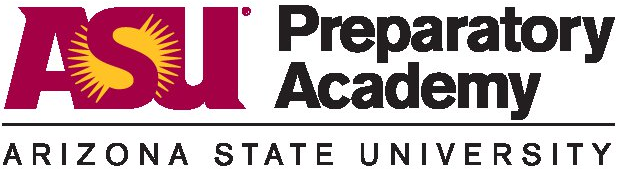 ASU® Preparatory
Academy
ARIZONA STATE UNIVERSITY